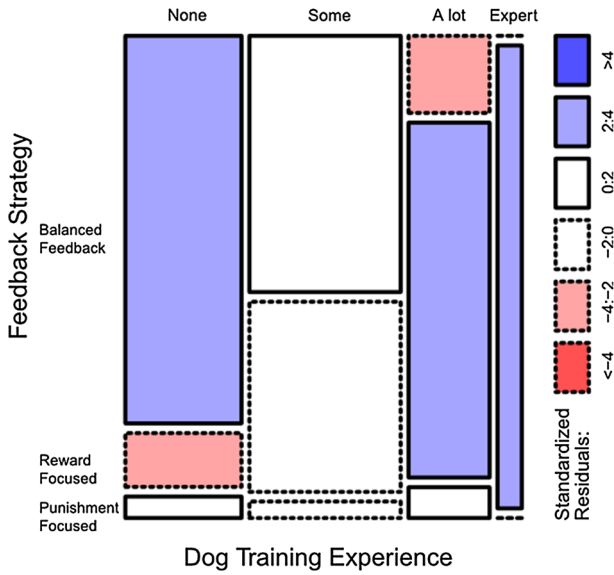 None
Some
A lot
Expert
Feedback Strategy
Balanced
Feedback
Reward
Focused
Punishment
Focused
Dog Training Experience
>4
2:4
0:2
−2:0
−4:−2
<−4
Standardized
Residuals: